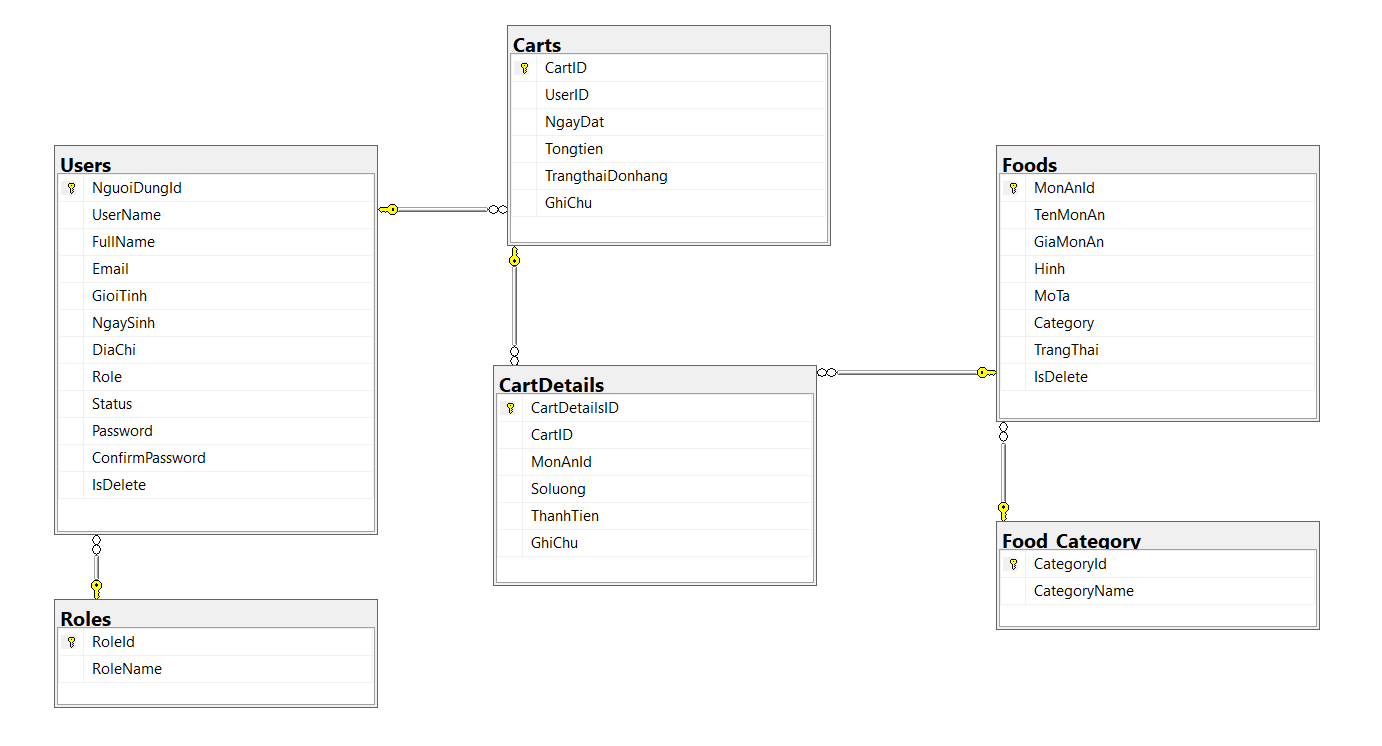 Carts
CartID
UserID
NgayDat
Tongtien
TrangthaiDonhang
GhiChu
Users
NguoiDungId
UserName
FullName
Email
GioiTinh
NgaySinh
DiaChi
Role
Status
Password
ConfirmPassword
IsDelete
Foods
MonAnId
TenMonAn
GiaMonAn
Hinh
MoTa
Category
TrangThai
IsDelete
CartDetails
CartDetailsID
CartID
MonAnId
Soluong
ThanhTien
GhiChu
Food_Category
CategoryId
CategoryName
Roles
RoleId
RoleName